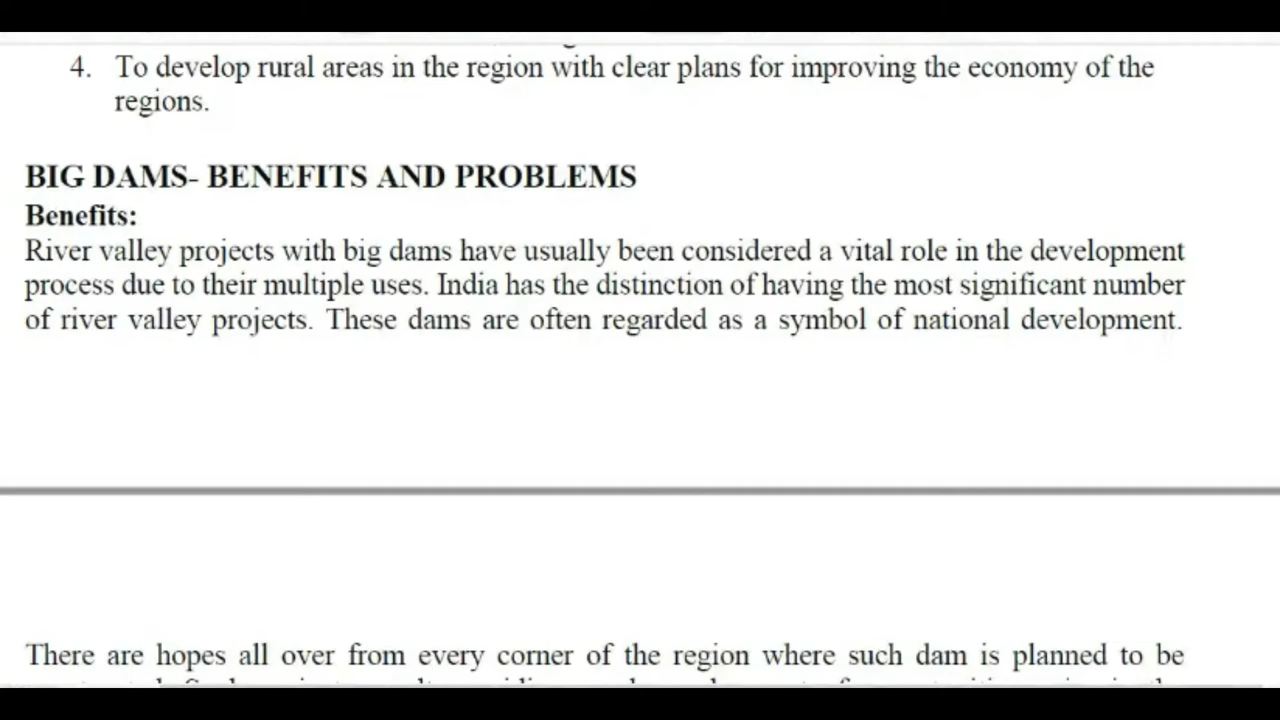 4. To develop rural areas in the region with clear plans for improving the economy of the
regions.
BIG DAMS- BENEFITS AND PROBLEMS
Benefits:
River valley projects with big dams have usually been considered a vital role in the development
process due to their multiple uses. India has the distinction of having the most significant number
of river valley projects. These dams are often regarded as a symbol of national development.
There are hopes all over from every corner of the region where such dam is planned to be